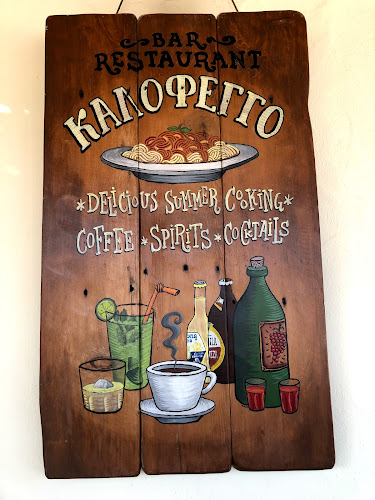 BAR
RESTAURANT
ΚΑΛΟΦΕΓΓΟ
*DELICIOUS SUMMER COOKING*
COFFEE *SPIRITS* COCKTAILS